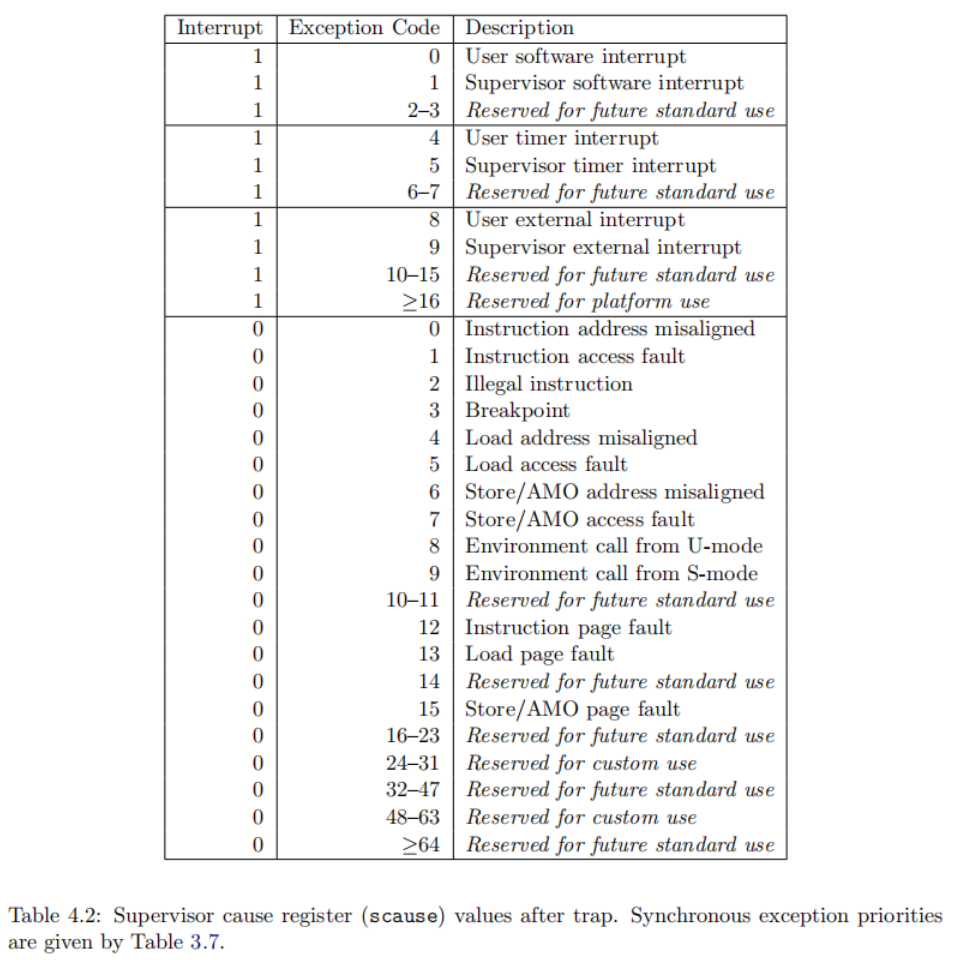 Interrupt Exception Code Description
1 0 User software interrupt
1 1 Supervisor software interrupt
1 2–3 Reserved for future standard use
1 4 User timer interrupt
1 5 Supervisor timer interrupt
1 6–7 Reserved for future standard use
1 8 User external interrupt
1 9 Supervisor external interrupt
1 10–15 Reserved for future standard use
1 ≥16 Reserved for platform use
0 0 Instruction address misaligned
0 1 Instruction access fault
0 2 Illegal instruction
0 3 Breakpoint
0 4 Load address misaligned
0 5 Load access fault
0 6 Store/AMO address misaligned
0 7 Store/AMO access fault
0 8 Environment call from U-mode
0 9 Environment call from S-mode
0 10–11 Reserved for future standard use
0 12 Instruction page fault
0 13 Load page fault
0 14 Reserved for future standard use
0 15 Store/AMO page fault
0 16–23 Reserved for future standard use
0 24–31 Reserved for custom use
0 32–47 Reserved for future standard use
0 48–63 Reserved for custom use
0 ≥64 Reserved for future standard use
Table 4.2: Supervisor cause register (scause) values after trap. Synchronous exception priorities
are given by Table 3.7.